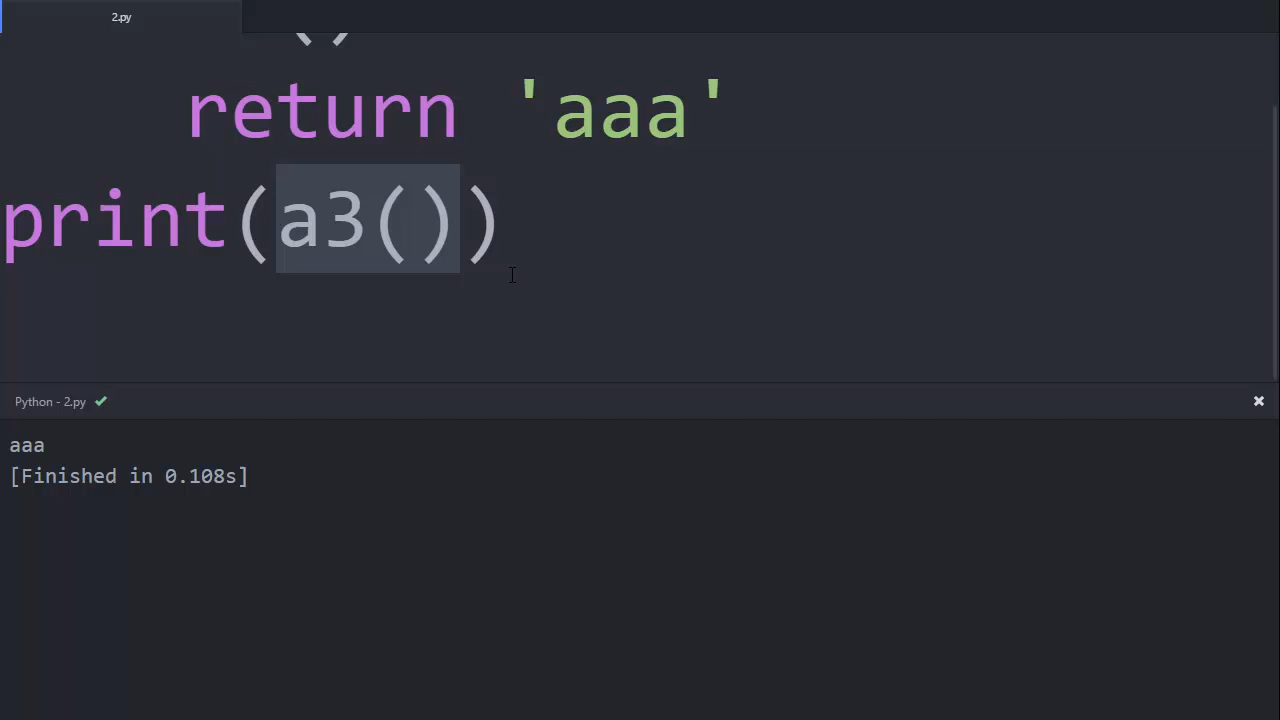 2.py
()
return 'aaa'
print(a3())
Python - 2.py
aaa
[Finished in 0.108s]